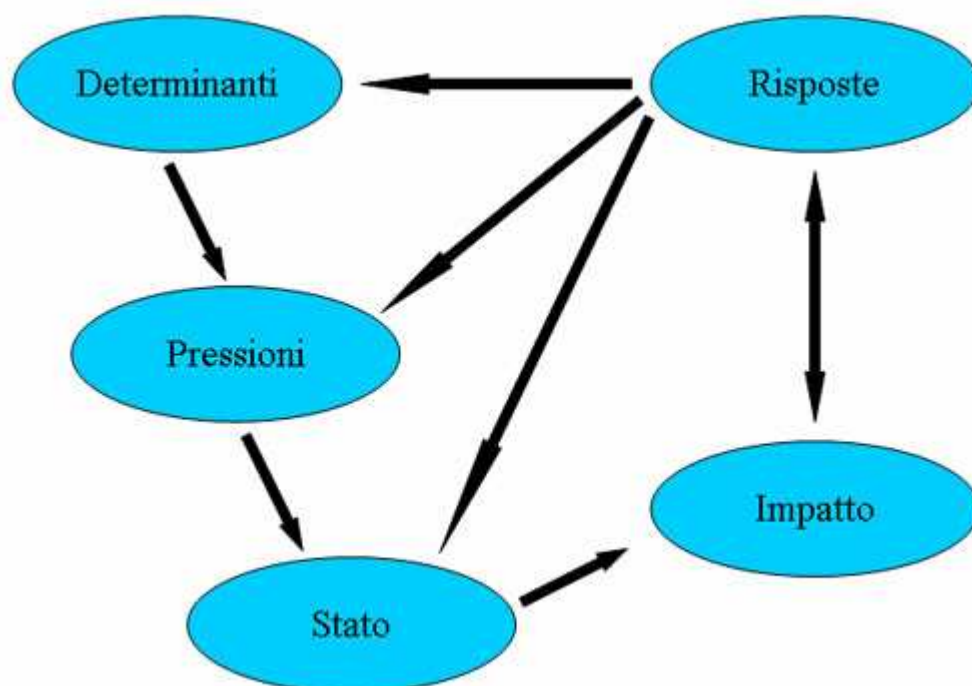 Determinanti
Risposte
Pressioni
Impatto
Stato